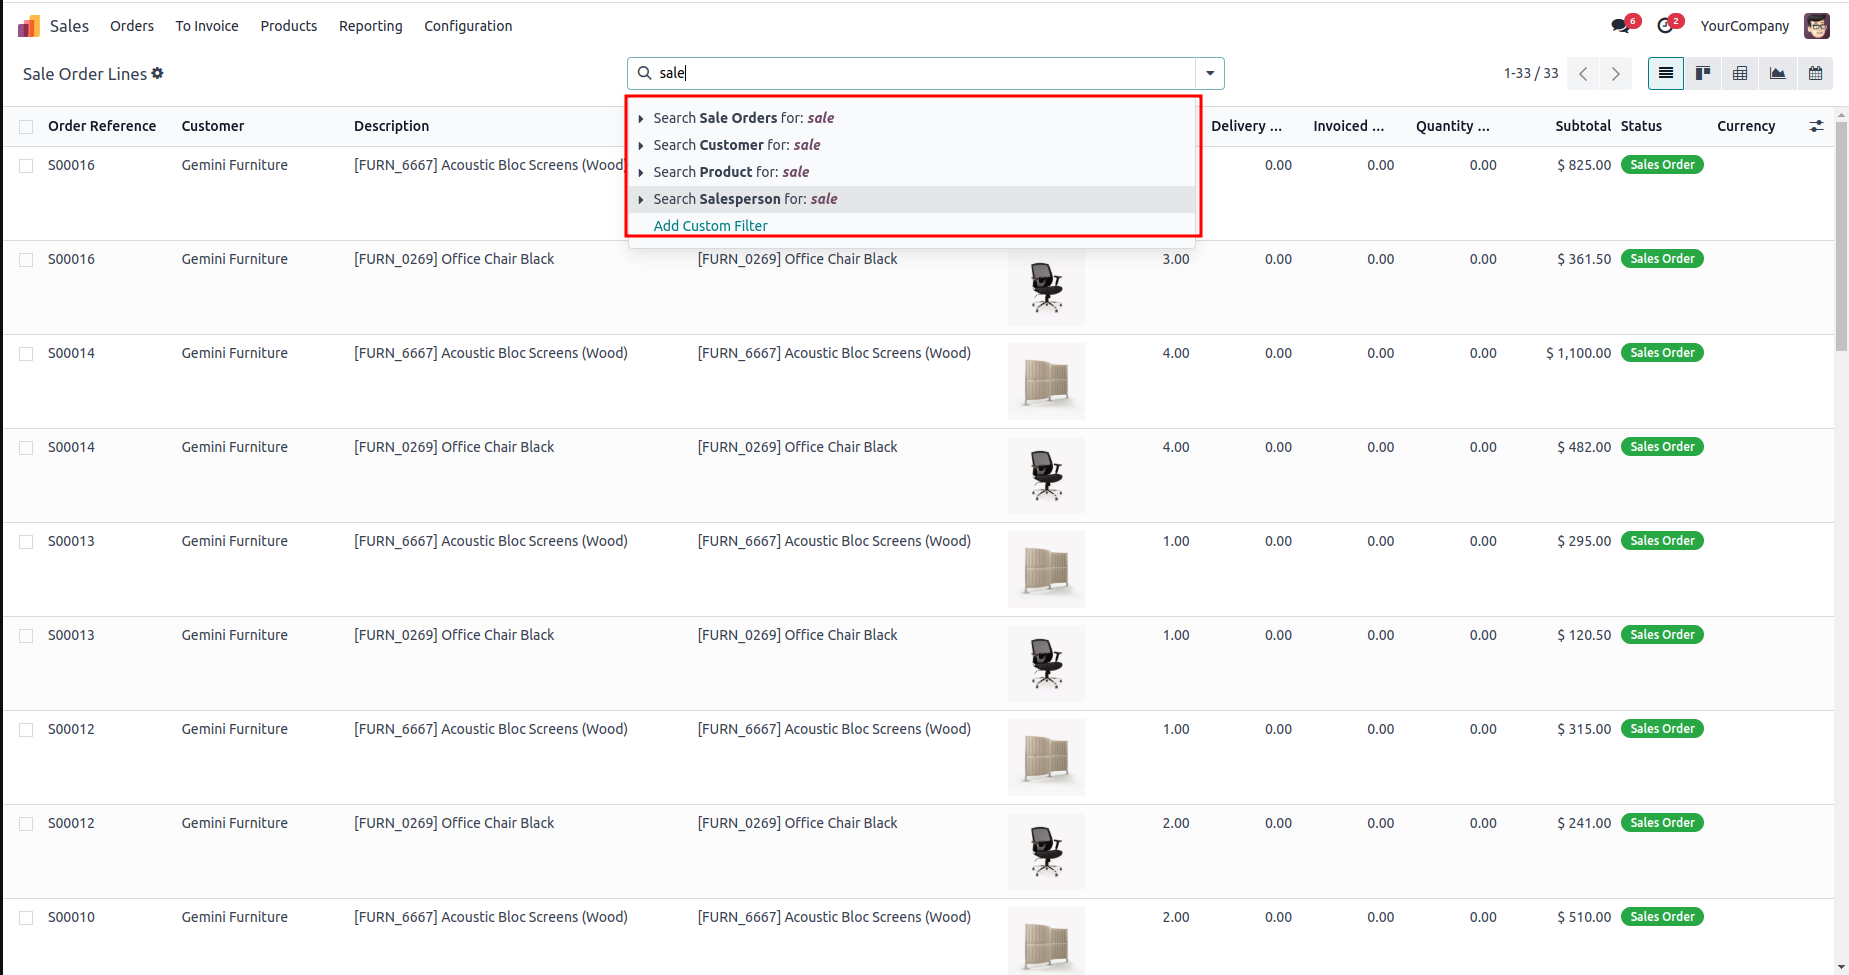 Sales Orders To Invoice Products Reporting Configuration 6 2 YourCompany
Sale Order Lines sale 1-33 / 33
Search Sale Orders for: sale
Search Customer for: sale
Search Product for: sale
Search Salesperson for: sale
Add Custom Filter
Order Reference Customer Description Delivery ... Invoiced ... Quantity ... Subtotal Status Currency
S00016 Gemini Furniture [FURN_6667] Acoustic Bloc Screens (Wood) 0.00 0.00 0.00 $ 825.00 Sales Order
S00016 Gemini Furniture [FURN_0269] Office Chair Black [FURN_0269] Office Chair Black 3.00 0.00 0.00 0.00 $ 361.50 Sales Order
S00014 Gemini Furniture [FURN_6667] Acoustic Bloc Screens (Wood) [FURN_6667] Acoustic Bloc Screens (Wood) 4.00 0.00 0.00 0.00 $ 1,100.00 Sales Order
S00014 Gemini Furniture [FURN_0269] Office Chair Black [FURN_0269] Office Chair Black 4.00 0.00 0.00 0.00 $ 482.00 Sales Order
S00013 Gemini Furniture [FURN_6667] Acoustic Bloc Screens (Wood) [FURN_6667] Acoustic Bloc Screens (Wood) 1.00 0.00 0.00 0.00 $ 295.00 Sales Order
S00013 Gemini Furniture [FURN_0269] Office Chair Black [FURN_0269] Office Chair Black 1.00 0.00 0.00 0.00 $ 120.50 Sales Order
S00012 Gemini Furniture [FURN_6667] Acoustic Bloc Screens (Wood) [FURN_6667] Acoustic Bloc Screens (Wood) 1.00 0.00 0.00 0.00 $ 315.00 Sales Order
S00012 Gemini Furniture [FURN_0269] Office Chair Black [FURN_0269] Office Chair Black 2.00 0.00 0.00 0.00 $ 241.00 Sales Order
S00010 Gemini Furniture [FURN_6667] Acoustic Bloc Screens (Wood) [FURN_6667] Acoustic Bloc Screens (Wood) 2.00 0.00 0.00 0.00 $ 510.00 Sales Order